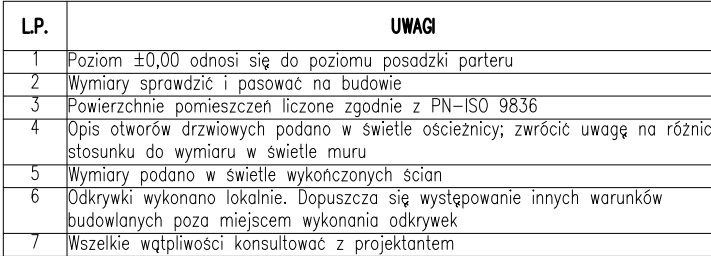 L.P. UWAGI
1 Poziom ±0,00 odnosi się do poziomu posadzki parteru
2 Wymiary sprawdzić i pasować na budowie
3 Powierzchnie pomieszczeń liczone zgodnie z PN-ISO 9836
4 Opis otworów drzwiowych podano w świetle ościeżnicy; zwrócić uwagę na
stosunku do wymiaru w świetle muru
5 Wymiary podano w świetle wykończonych ścian
6 Odkrywki wykonano lokalnie. Dopuszcza się występowanie innych warunków
budowlanych poza miejscem wykonania odkrywek
7 Wszelkie wątpliwości konsultować z projektantem